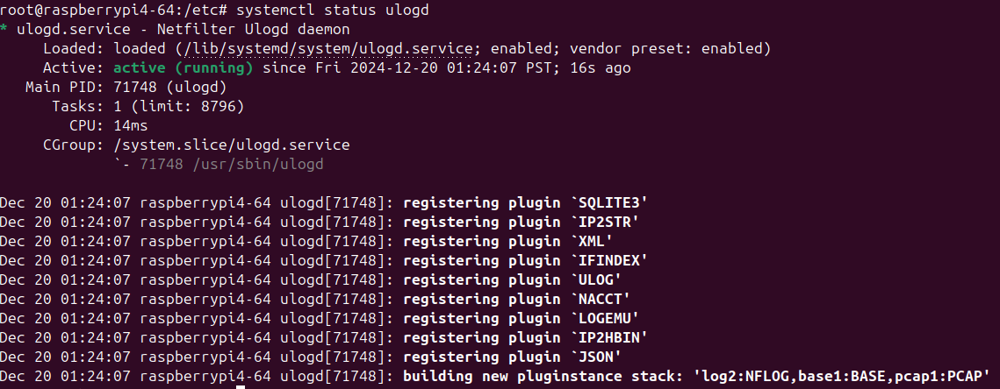 root@raspberrypi4-64:/etc# systemctl status ulogd
* ulogd.service - Netfilter Ulogd daemon
     Loaded: loaded (/lib/systemd/system/ulogd.service; enabled; vendor preset: enabled)
     Active: active (running) since Fri 2024-12-20 01:24:07 PST; 16s ago
   Main PID: 71748 (ulogd)
      Tasks: 1 (limit: 8796)
        CPU: 14ms
     CGroup: /system.slice/ulogd.service
             `- 71748 /usr/sbin/ulogd
Dec 20 01:24:07 raspberrypi4-64 ulogd[71748]: registering plugin `SQLITE3'
Dec 20 01:24:07 raspberrypi4-64 ulogd[71748]: registering plugin `IP2STR'
Dec 20 01:24:07 raspberrypi4-64 ulogd[71748]: registering plugin `XML'
Dec 20 01:24:07 raspberrypi4-64 ulogd[71748]: registering plugin `IFINDEX'
Dec 20 01:24:07 raspberrypi4-64 ulogd[71748]: registering plugin `ULOG'
Dec 20 01:24:07 raspberrypi4-64 ulogd[71748]: registering plugin `NACCT'
Dec 20 01:24:07 raspberrypi4-64 ulogd[71748]: registering plugin `LOGEMU'
Dec 20 01:24:07 raspberrypi4-64 ulogd[71748]: registering plugin `IP2HBIN'
Dec 20 01:24:07 raspberrypi4-64 ulogd[71748]: registering plugin `JSON'
Dec 20 01:24:07 raspberrypi4-64 ulogd[71748]: building new pluginstance stack: 'log2:NFLOG,base1:BASE,pcap1:PCAP'